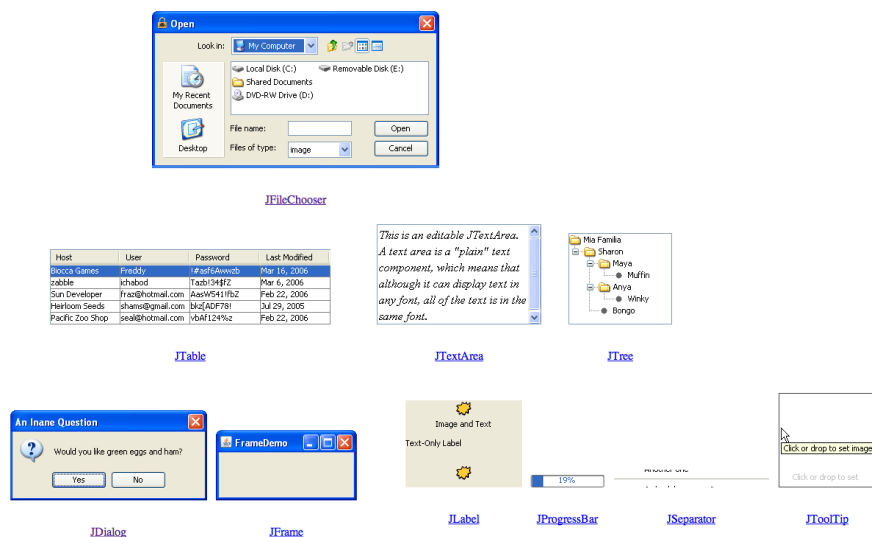 Open
Look in: My Computer
Local Disk (C:) Removable Disk (E:)
Shared Documents
DVD-RW Drive (D:)
My Recent
Documents
Desktop
File name: Open
Files of type: image Cancel
JFileChooser
Host User Password Last Modified
Biocca Games Freddy !#asf6Awwzb Mar 16, 2006
zabble ichabod Tazb!34$fZ Mar 6, 2006
Sun Developer fraz@hotmail.com AasW541!fbZ Feb 22, 2006
Heirloom Seeds shams@gmail.com bkz[ADF78! Jul 29, 2005
Pacific Zoo Shop seal@hotmail.com vbAf124%z Feb 22, 2006
JTable
This is an editable JTextArea.
A text area is a "plain" text
component, which means that
although it can display text in
any font, all of the text is in the
same font.
JTextArea
Mia Familia
Sharon
Maya
Muffin
Anya
Winky
Bongo
JTree
An Inane Question
Would you like green eggs and ham?
Yes No
JDialog
FrameDemo
JFrame
Image and Text
Text-Only Label
JLabel
19%
JProgressBar
JSeparator
Click or drop to set image
Click or drop to set
JToolTip